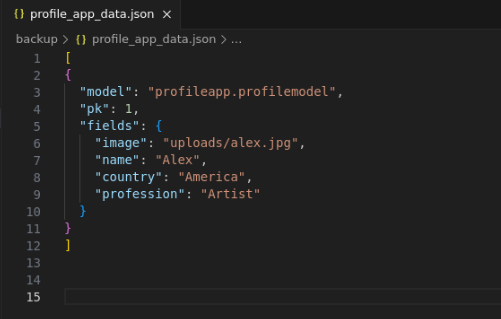 {} profile_app_data.json ×
backup > {} profile_app_data.json > ...
1 [
2 {
3 "model": "profileapp.profilemodel",
4 "pk": 1,
5 "fields": {
6 "image": "uploads/alex.jpg",
7 "name": "Alex",
8 "country": "America",
9 "profession": "Artist"
10 }
11 }
12 ]
13
14
15